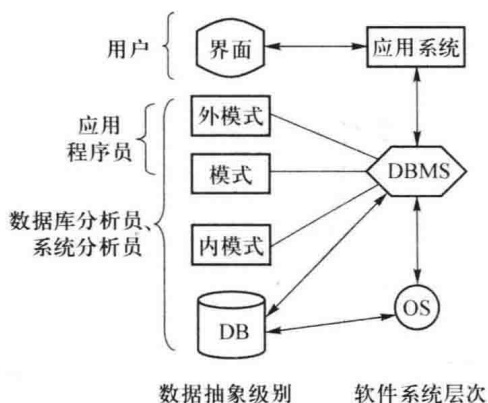 用户
界面
应用系统
应用
程序员
外模式
模式
DBMS
数据库分析员、
系统分析员
内模式
DB
OS
数据抽象级别
软件系统层次